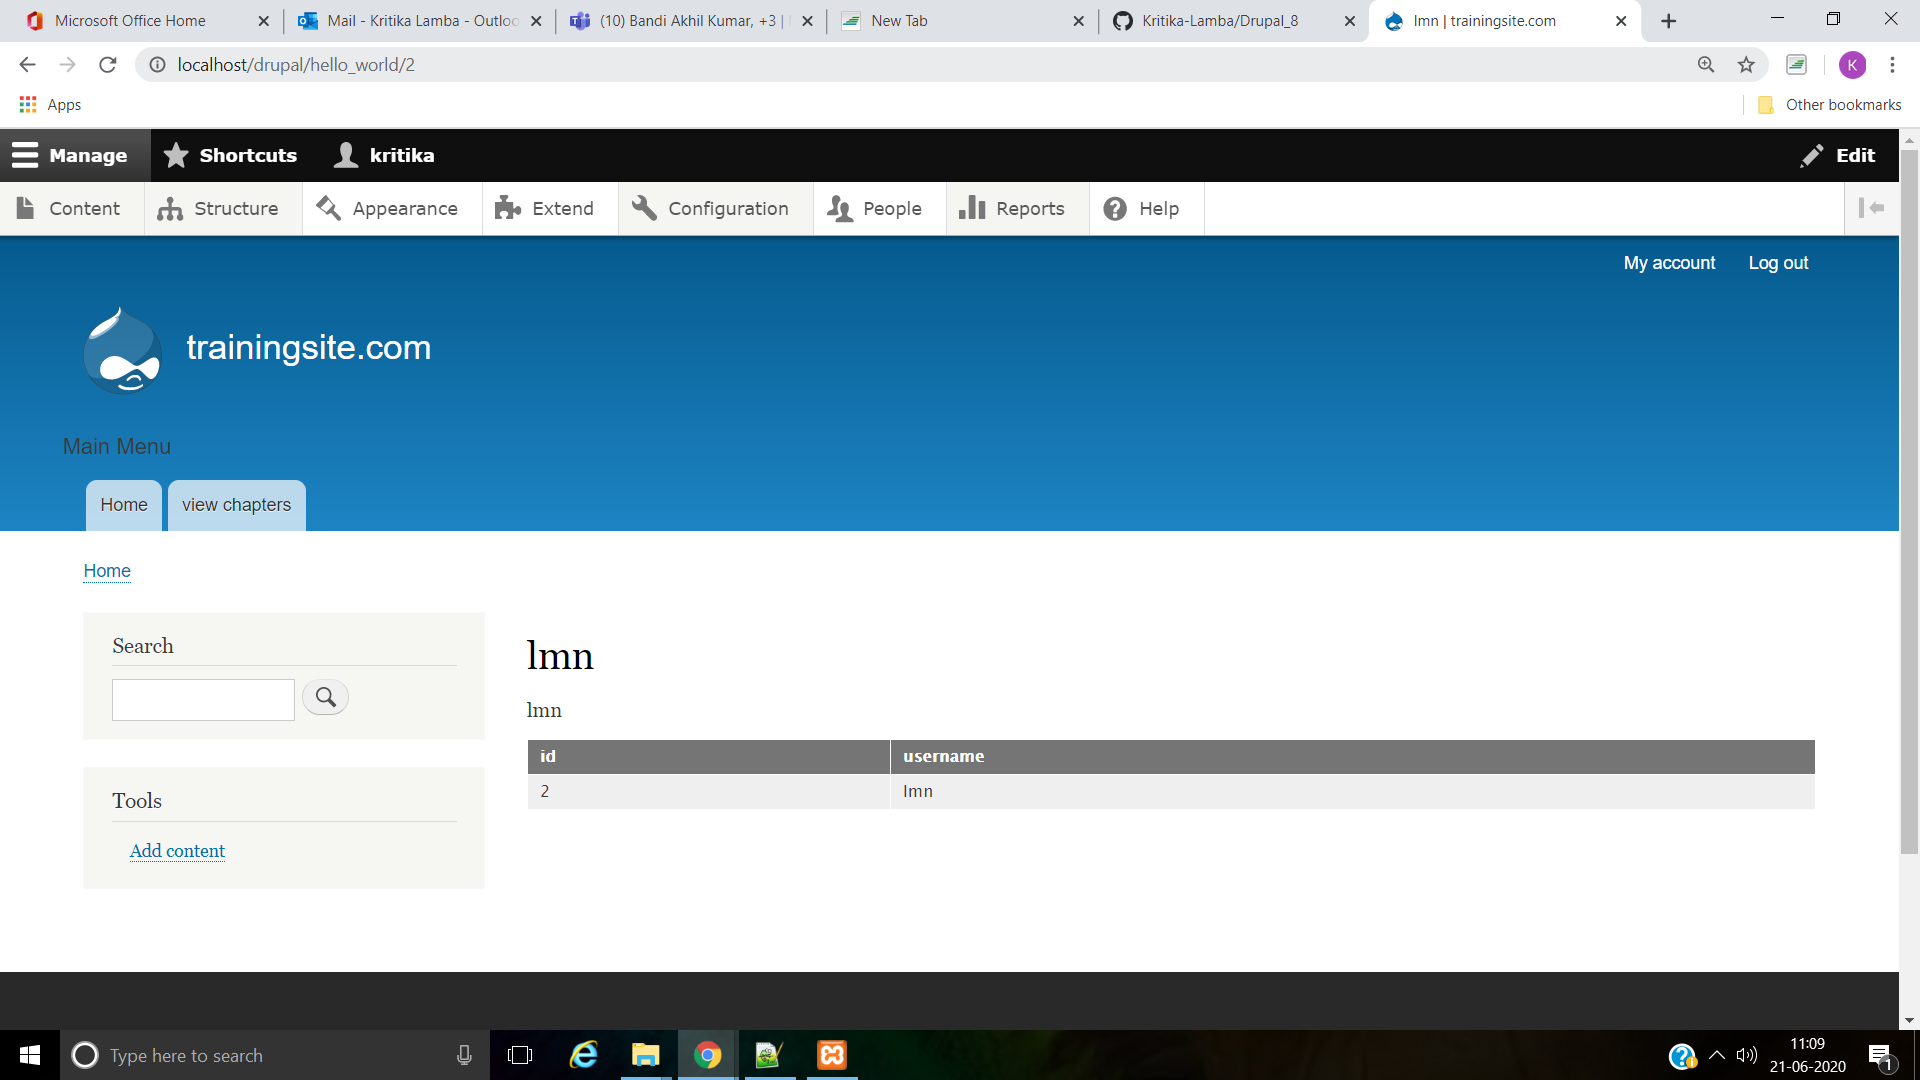 Microsoft Office Home
Mail - Kritika Lamba - Outloo
(10) Bandi Akhil Kumar, +3 |
New Tab
Kritika-Lamba/Drupal_8
lmn | trainingsite.com
localhost/drupal/hello_world/2
K
Apps
Other bookmarks
Manage
Shortcuts
kritika
Edit
Content
Structure
Appearance
Extend
Configuration
People
Reports
Help
My account
Log out
trainingsite.com
Main Menu
Home
view chapters
Home
Search
Tools
Add content
lmn
lmn
id username
2 lmn
Type here to search
11:09
21-06-2020
1